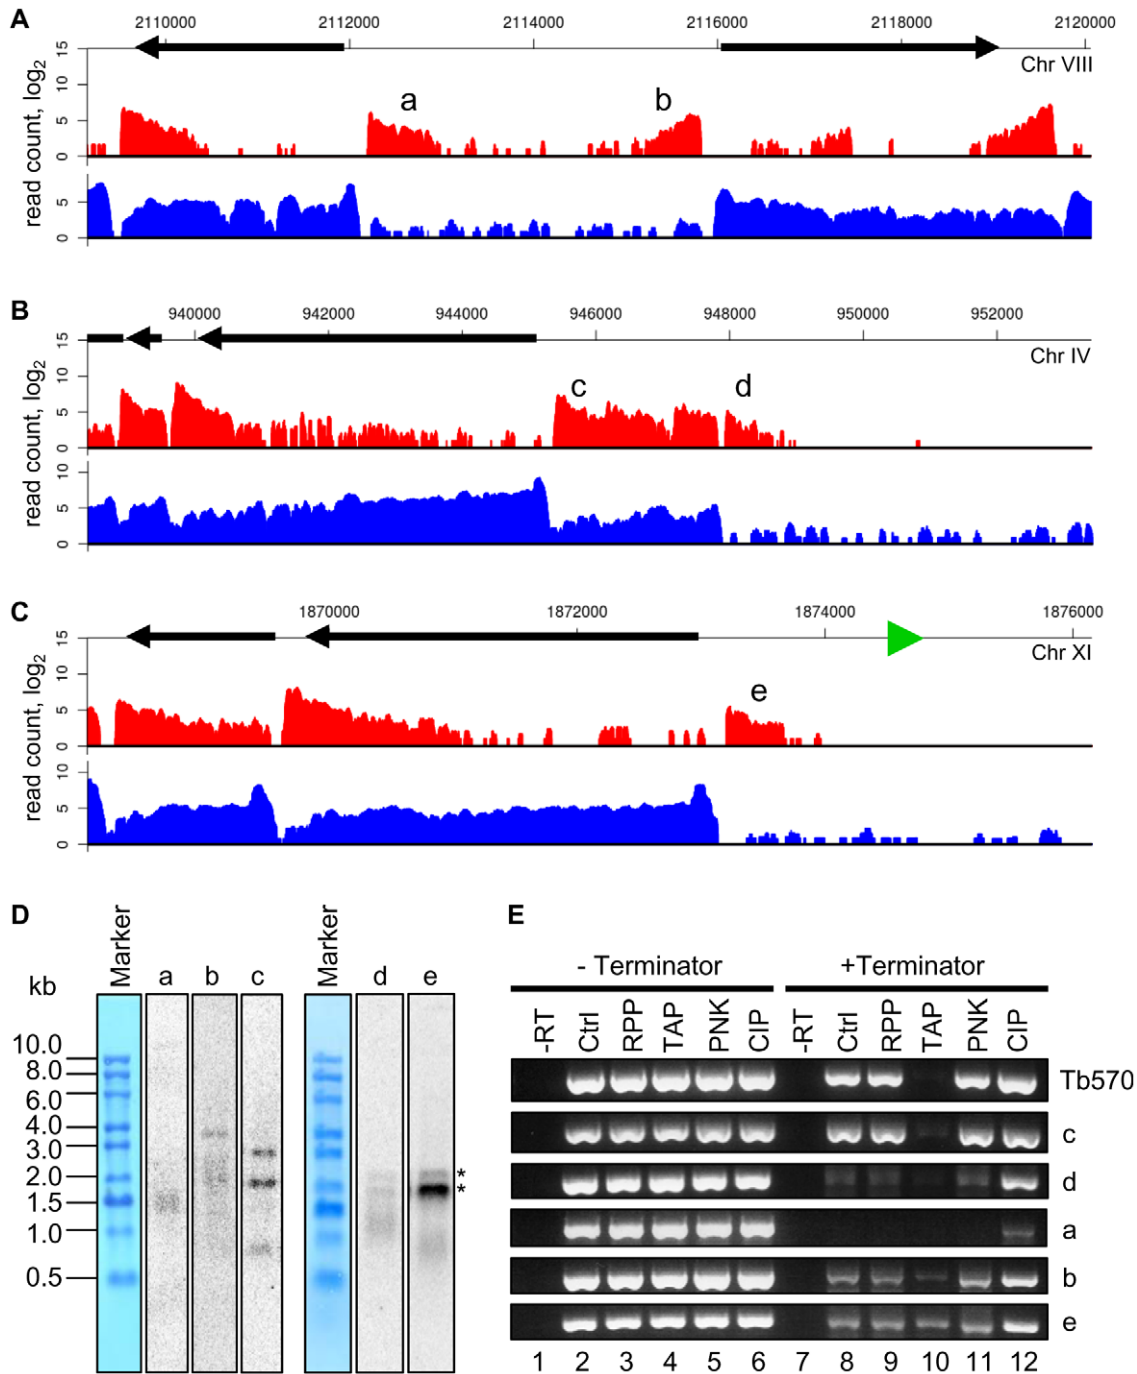 A
2110000 2112000 2114000 2116000 2118000 2120000
15
10
5
0
Chr VIII
a b
read count, log2
5
0
B
940000 942000 944000 946000 948000 950000 952000
15
10
5
0
Chr IV
c d
read count, log2
10
5
0
C
1870000 1872000 1874000 1876000
15
10
5
0
Chr XI
e
read count, log2
10
5
0
D
kb
Marker a b c Marker d e
10.0
8.0
6.0
4.0
3.0
2.0
1.5
1.0
0.5
*
*
E
- Terminator +Terminator
-RT Ctrl RPP TAP PNK CIP -RT Ctrl RPP TAP PNK CIP
Tb570
c
d
a
b
e
1 2 3 4 5 6 7 8 9 10 11 12